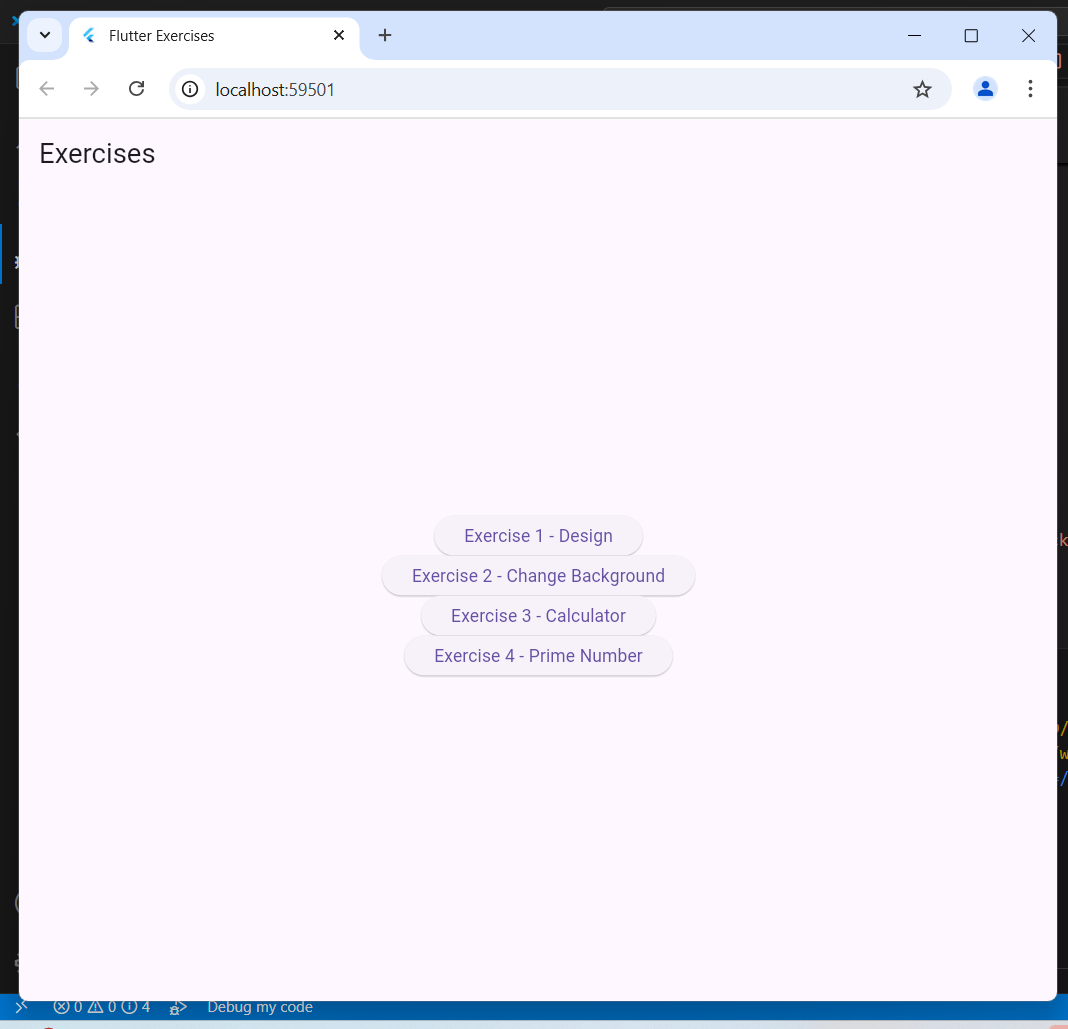 Flutter Exercises
localhost:59501
Exercises
Exercise 1 - Design
Exercise 2 - Change Background
Exercise 3 - Calculator
Exercise 4 - Prime Number
0 0 4 Debug my code